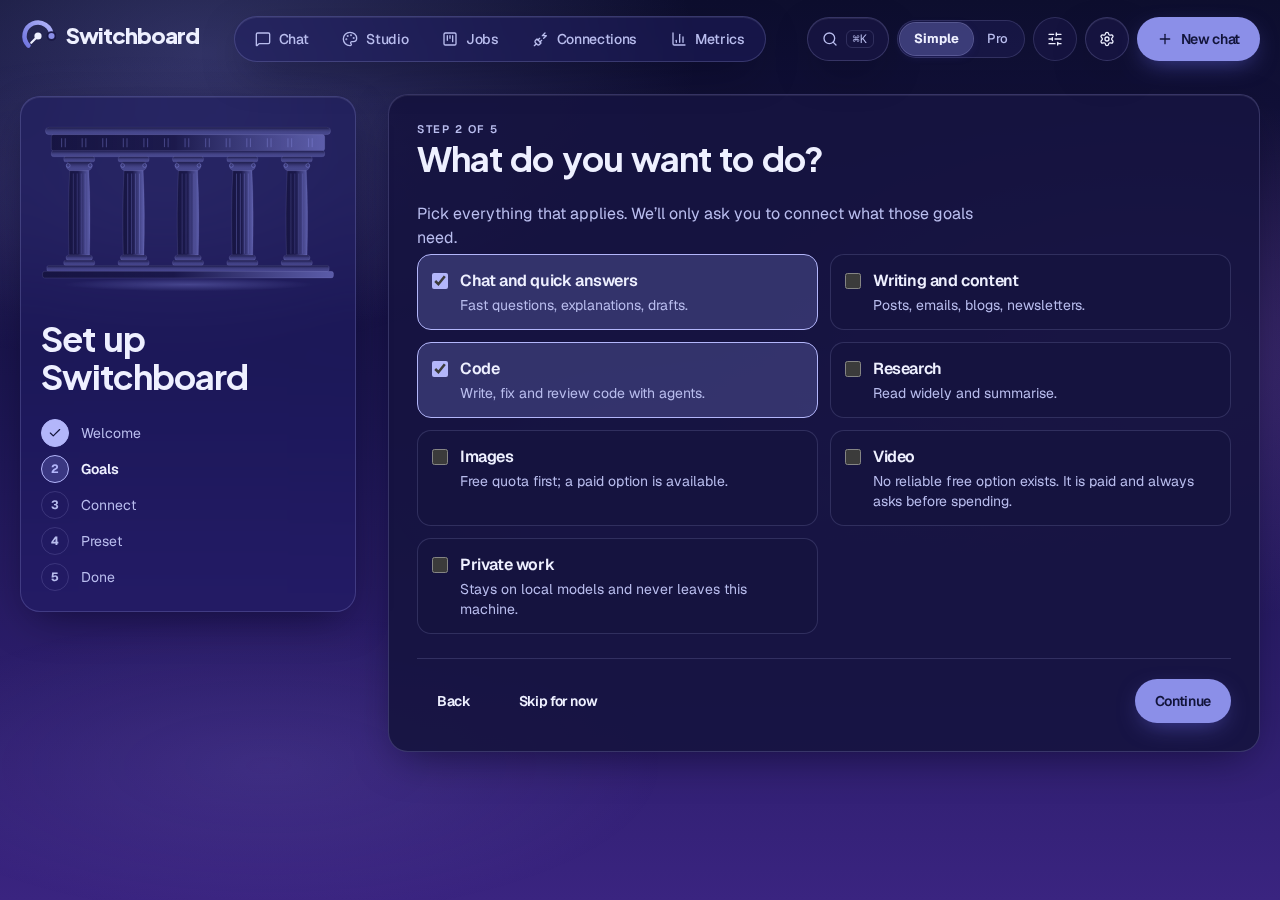 Switchboard
Chat
Studio
Jobs
Connections
Metrics
⌘K
Simple
Pro
New chat
Set up
Switchboard
Welcome
2
Goals
3
Connect
4
Preset
5
Done
STEP 2 OF 5
What do you want to do?
Pick everything that applies. We’ll only ask you to connect what those goals
need.
Chat and quick answers
Fast questions, explanations, drafts.
Writing and content
Posts, emails, blogs, newsletters.
Code
Write, fix and review code with agents.
Research
Read widely and summarise.
Images
Free quota first; a paid option is available.
Video
No reliable free option exists. It is paid and always
asks before spending.
Private work
Stays on local models and never leaves this
machine.
Back
Skip for now
Continue